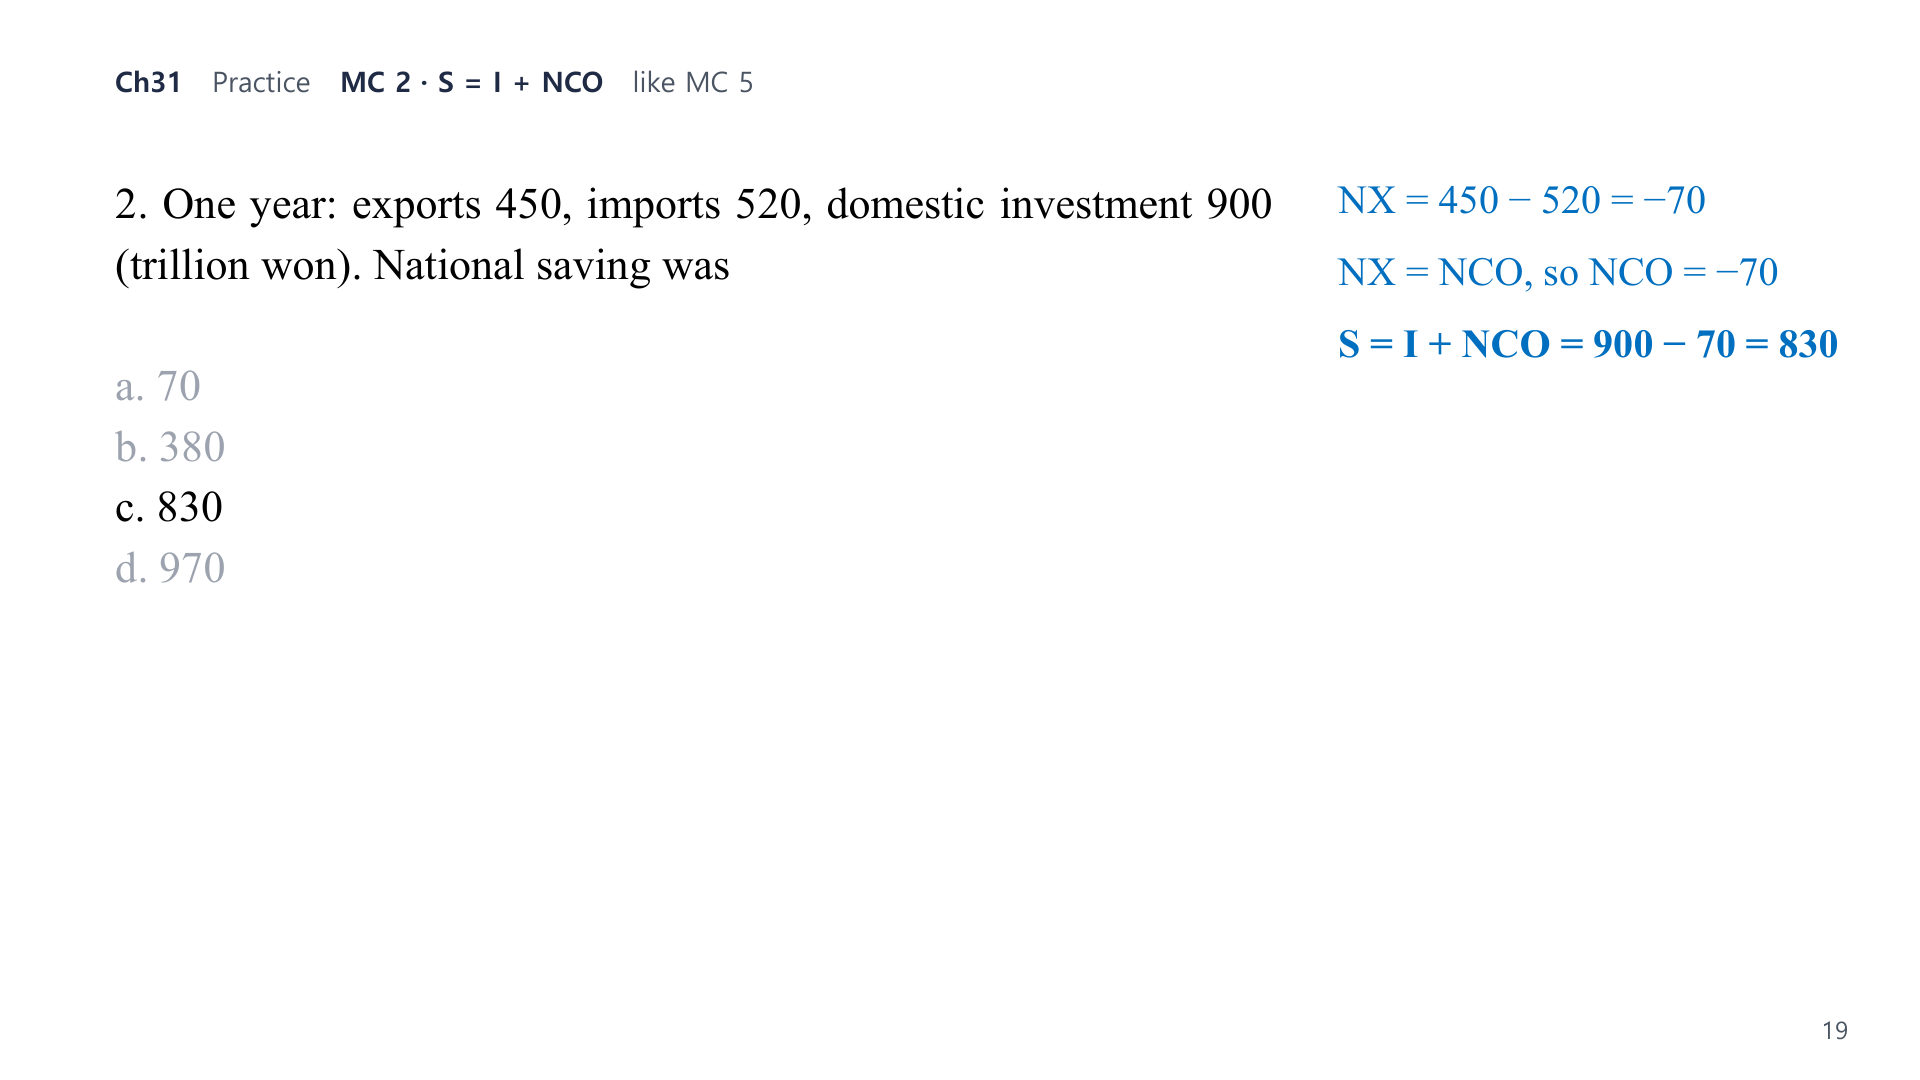 Ch31 Practice MC 2 · S = I + NCO like MC 5
2. One year: exports 450, imports 520, domestic investment 900
(trillion won). National saving was
a. 70
b. 380
c. 830
d. 970
NX = 450 − 520 = −70
NX = NCO, so NCO = −70
S = I + NCO = 900 − 70 = 830
19